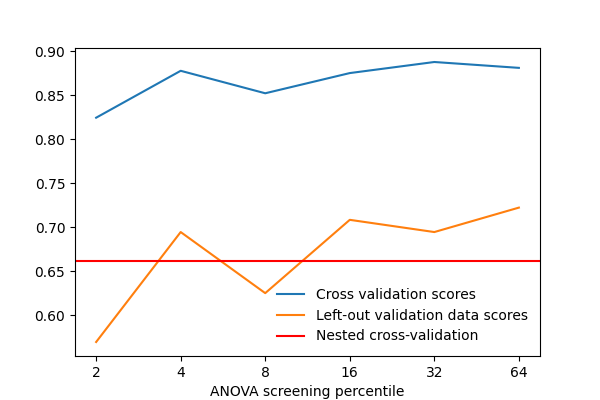 0.90
0.85
0.80
0.75
0.70
0.65
0.60
Cross validation scores
Left-out validation data scores
Nested cross-validation
2 4 8 16 32 64
ANOVA screening percentile